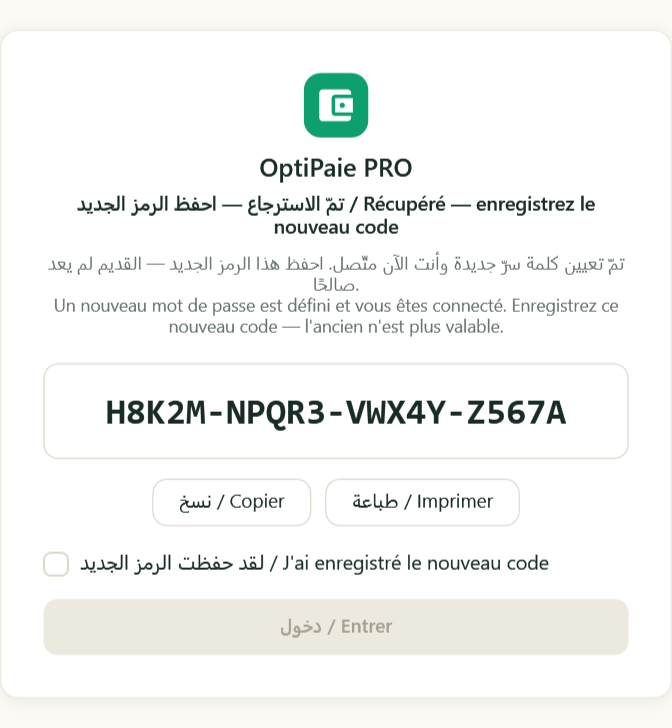 OptiPaie PRO
تمّ الاسترجاع — احفظ الرمز الجديد / Récupéré — enregistrez le
nouveau code
تمّ تعيين كلمة سرّ جديدة وأنت الآن متّصل. احفظ هذا الرمز الجديد — القديم لم يعد
صالحًا.
Un nouveau mot de passe est défini et vous êtes connecté. Enregistrez ce
nouveau code — l'ancien n'est plus valable.
H8K2M-NPQR3-VWX4Y-Z567A
نسخ / Copier
طباعة / Imprimer
لقد حفظت الرمز الجديد / J'ai enregistré le nouveau code
دخول / Entrer